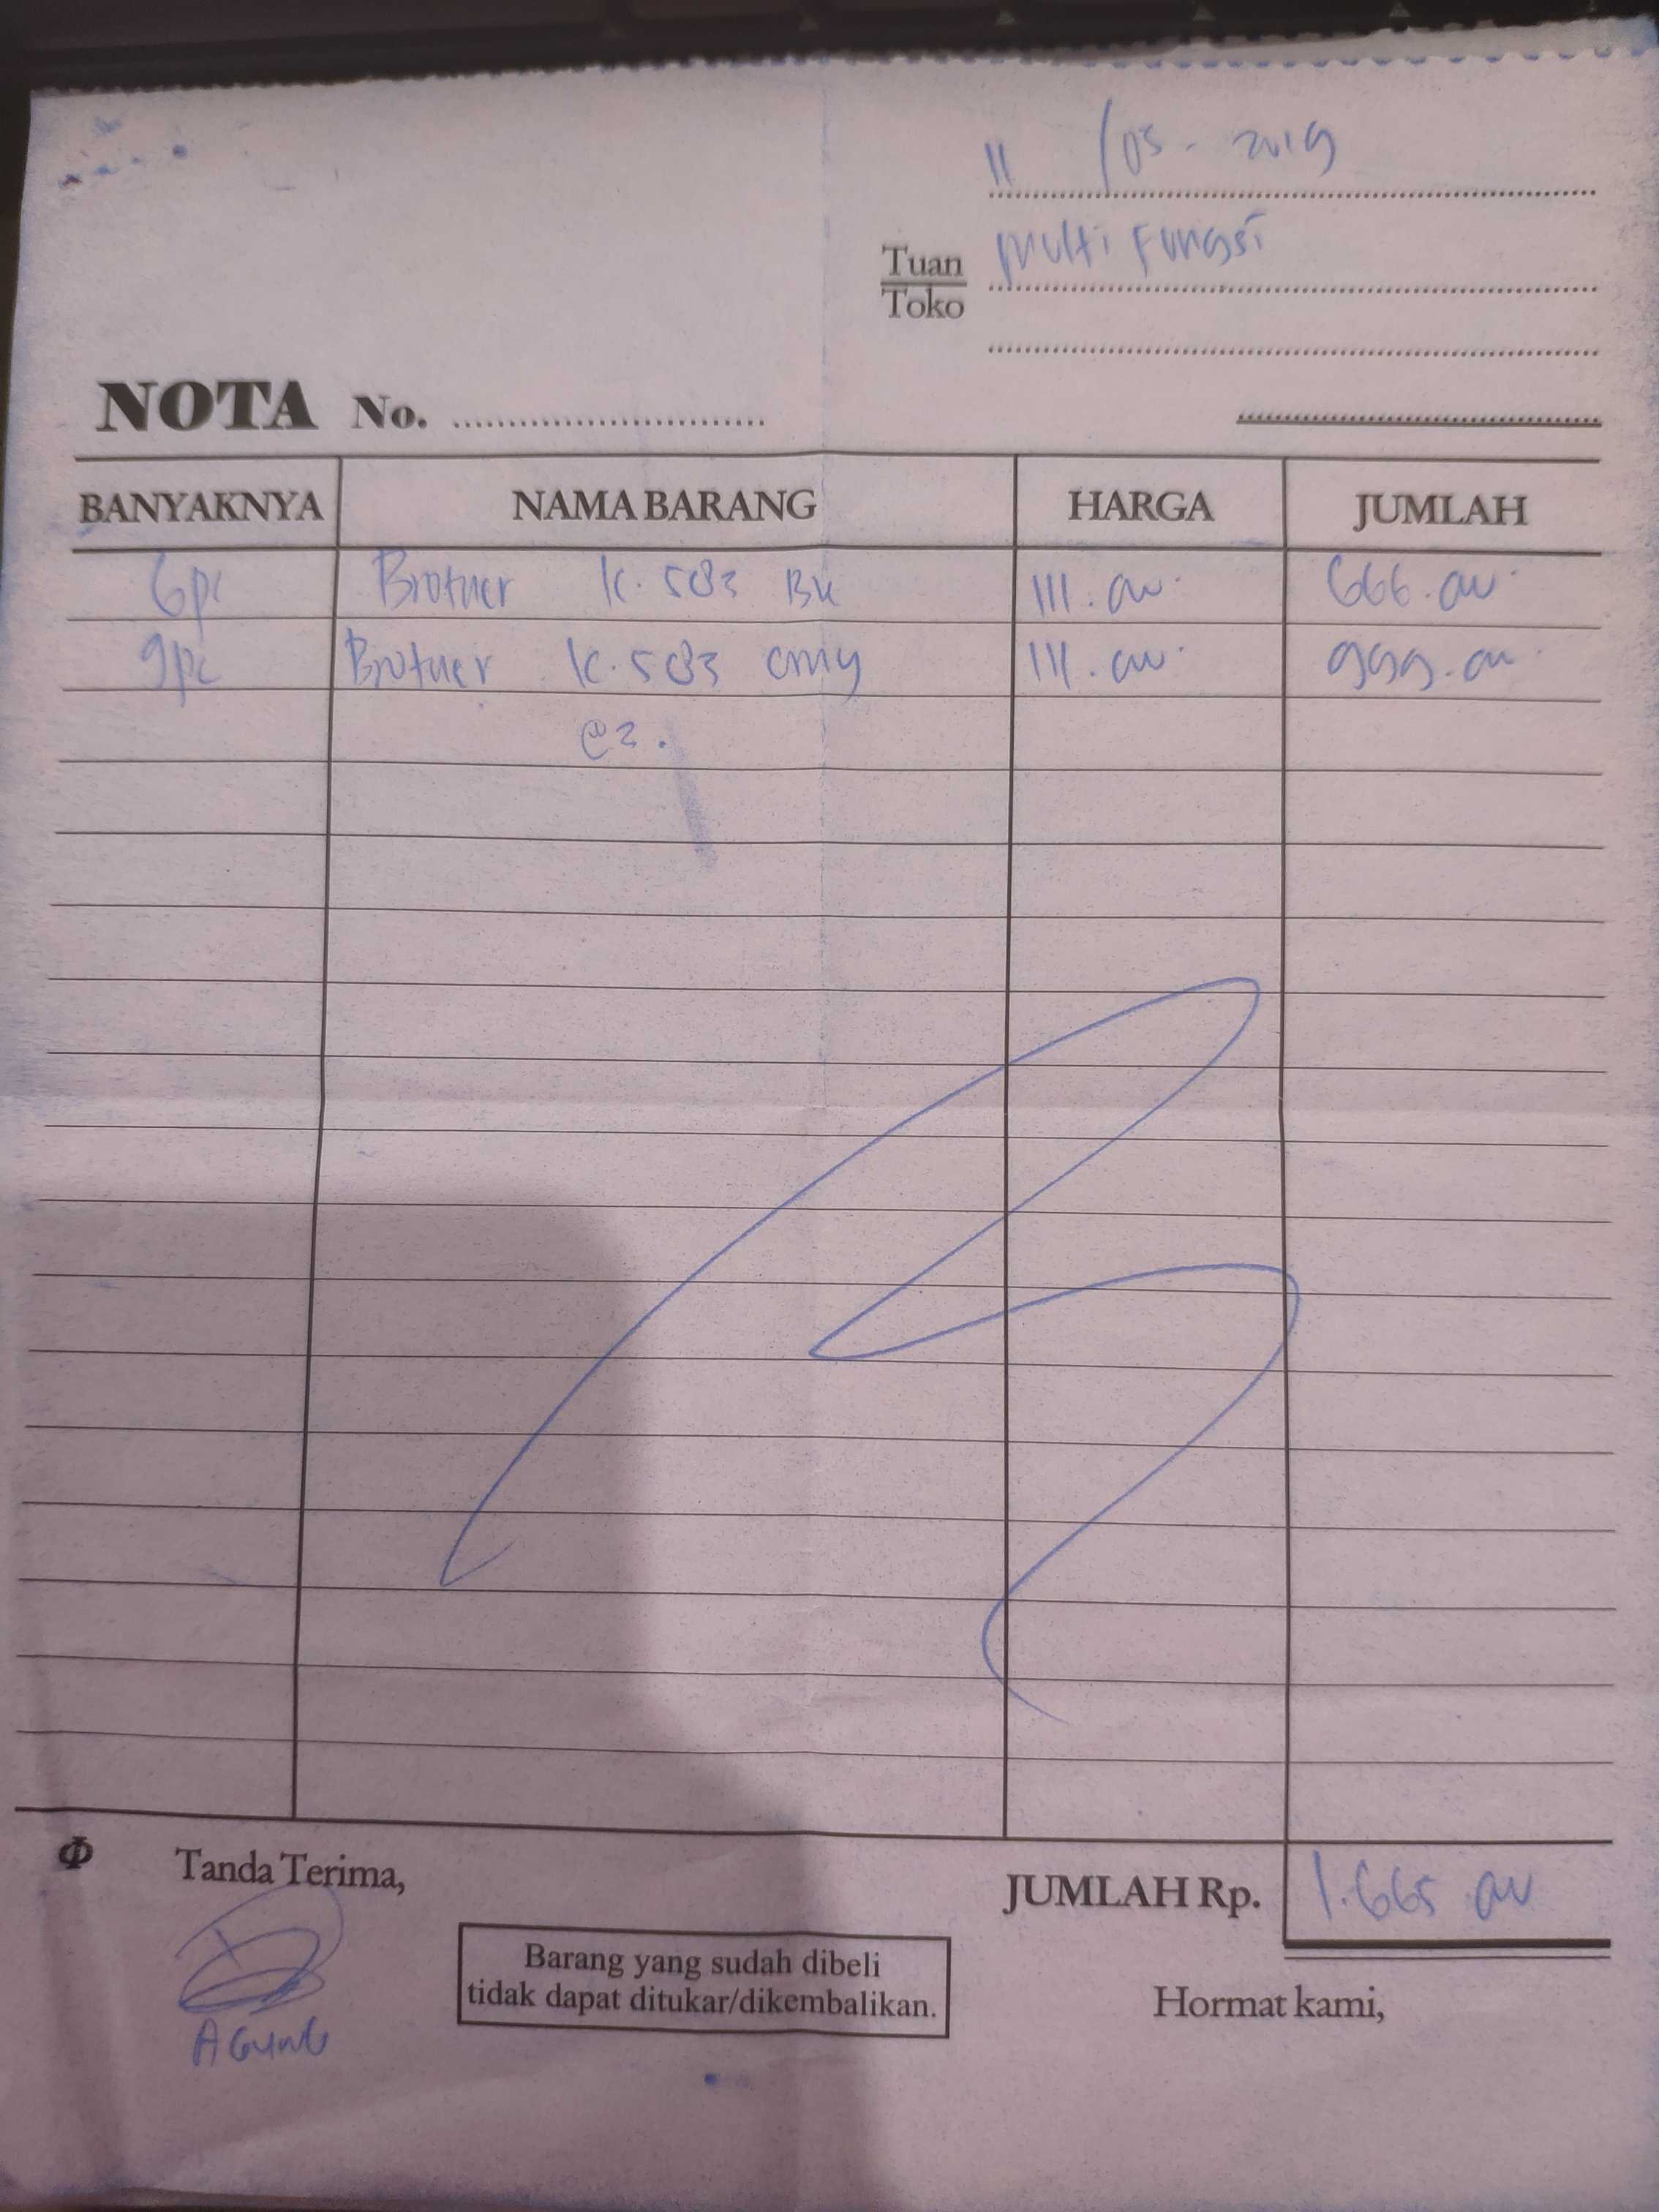 11 /03 - 2019
Tuan Multi Fungsi
Toko
NOTA No.
BANYAKNYA NAMA BARANG HARGA JUMLAH
6pc Brother K. 583 BK 111.000 666.000
9pc Brother K. 583 cmy 111.000 999.000
@ 3.
Φ Tanda Terima, JUMLAH Rp. 1.665.000
Barang yang sudah dibeli
tidak dapat ditukar/dikembalikan.
Hormat kami,
AGUNG